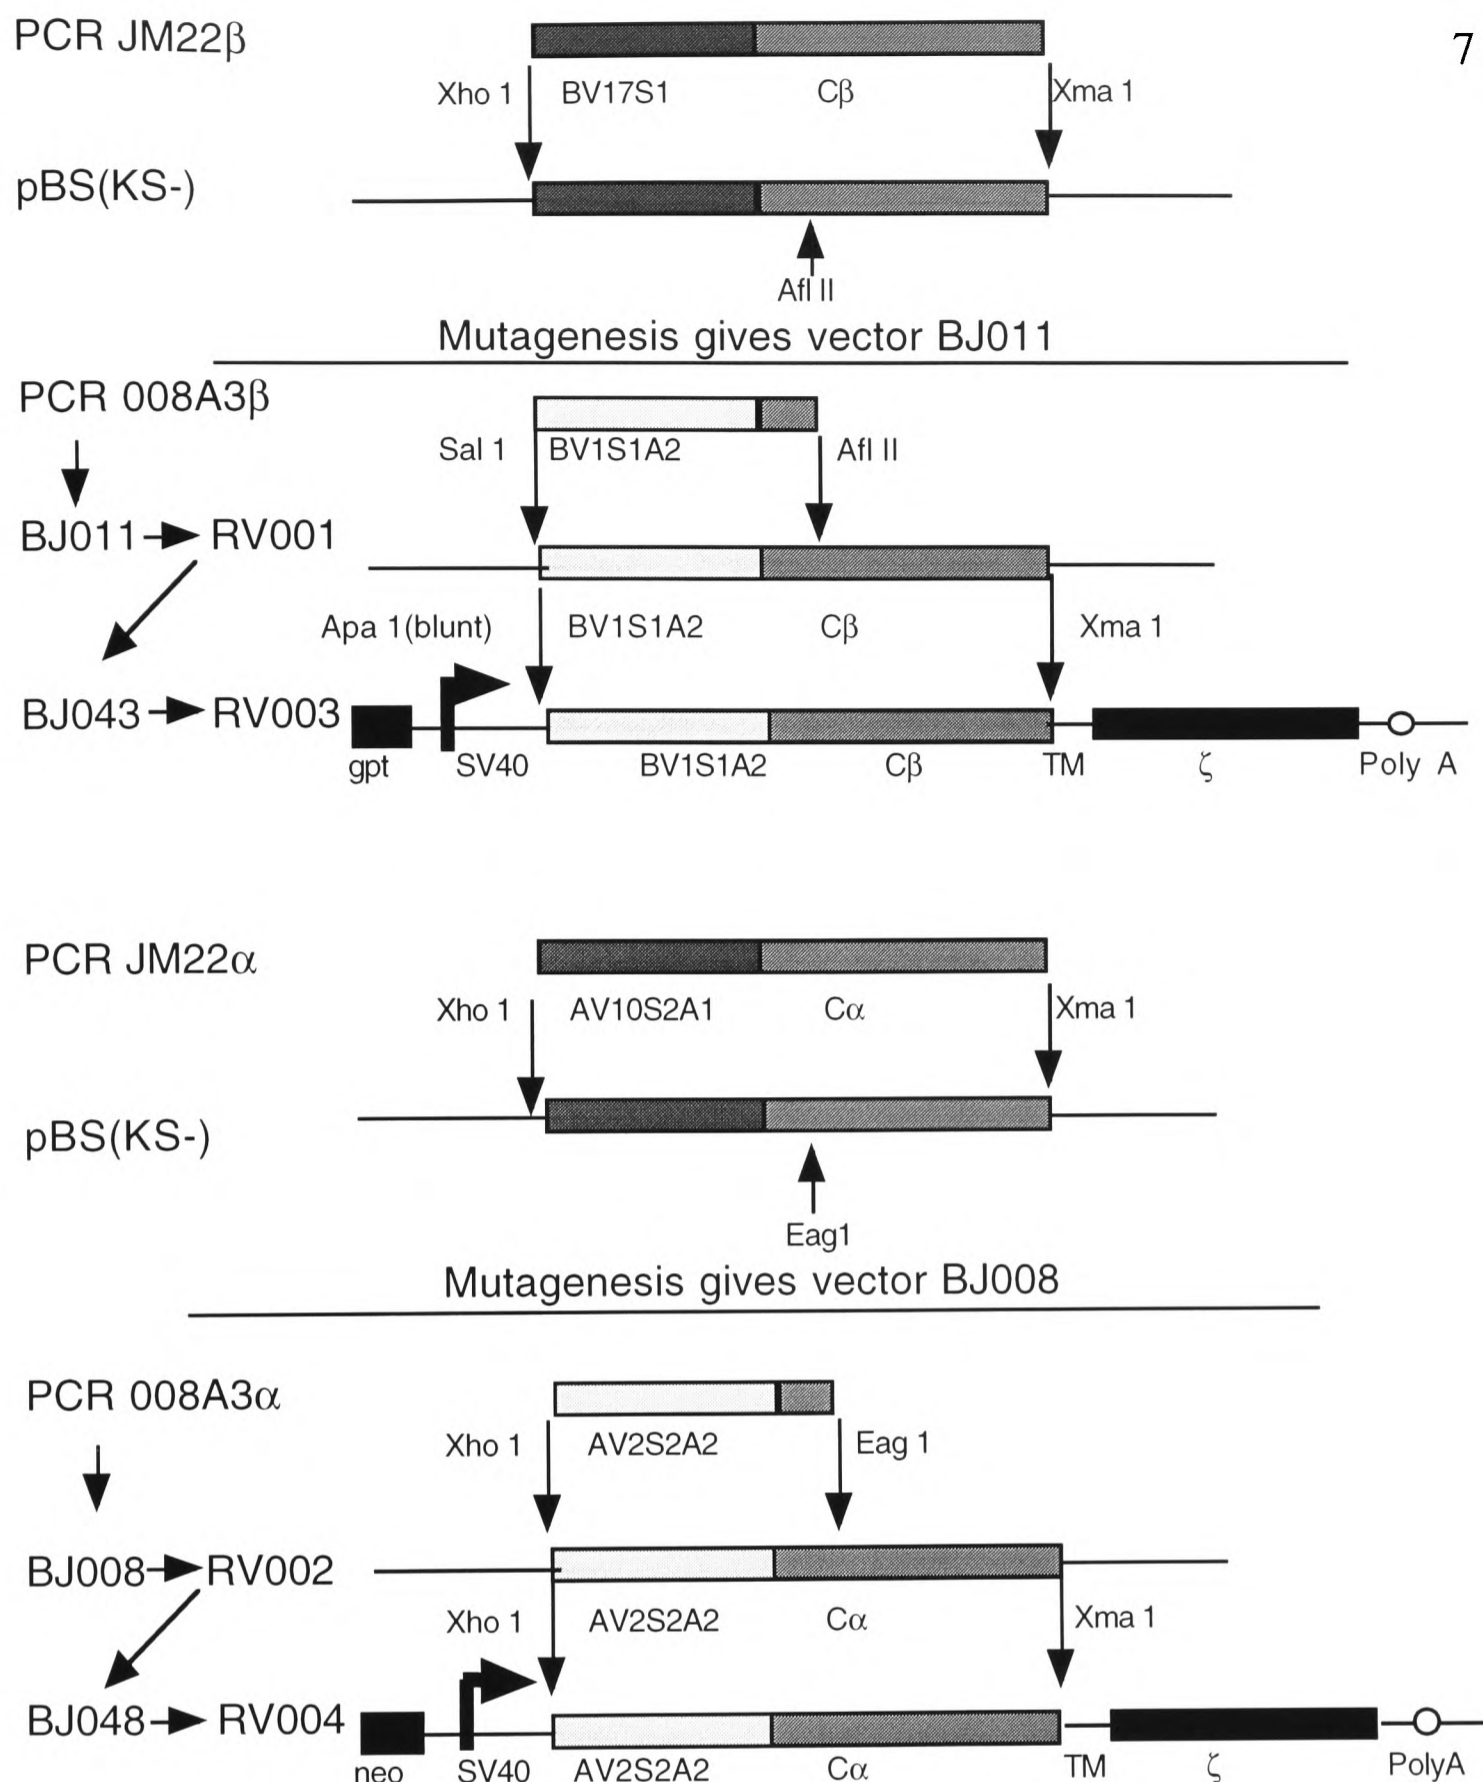 PCR JM22β
7
Xho 1 BV17S1 Cβ Xma 1
pBS(KS-)
Afl II
Mutagenesis gives vector BJ011
PCR 008A3β
Sal 1 BV1S1A2 Afl II
BJ011 RV001
Apa 1(blunt) BV1S1A2 Cβ Xma 1
BJ043 RV003
gpt SV40 BV1S1A2 Cβ TM ζ Poly A
PCR JM22α
Xho 1 AV10S2A1 Cα Xma 1
pBS(KS-)
Eag1
Mutagenesis gives vector BJ008
PCR 008A3α
Xho 1 AV2S2A2 Eag 1
BJ008 RV002
Xho 1 AV2S2A2 Cα Xma 1
BJ048 RV004
neo SV40 AV2S2A2 Cα TM ζ PolyA